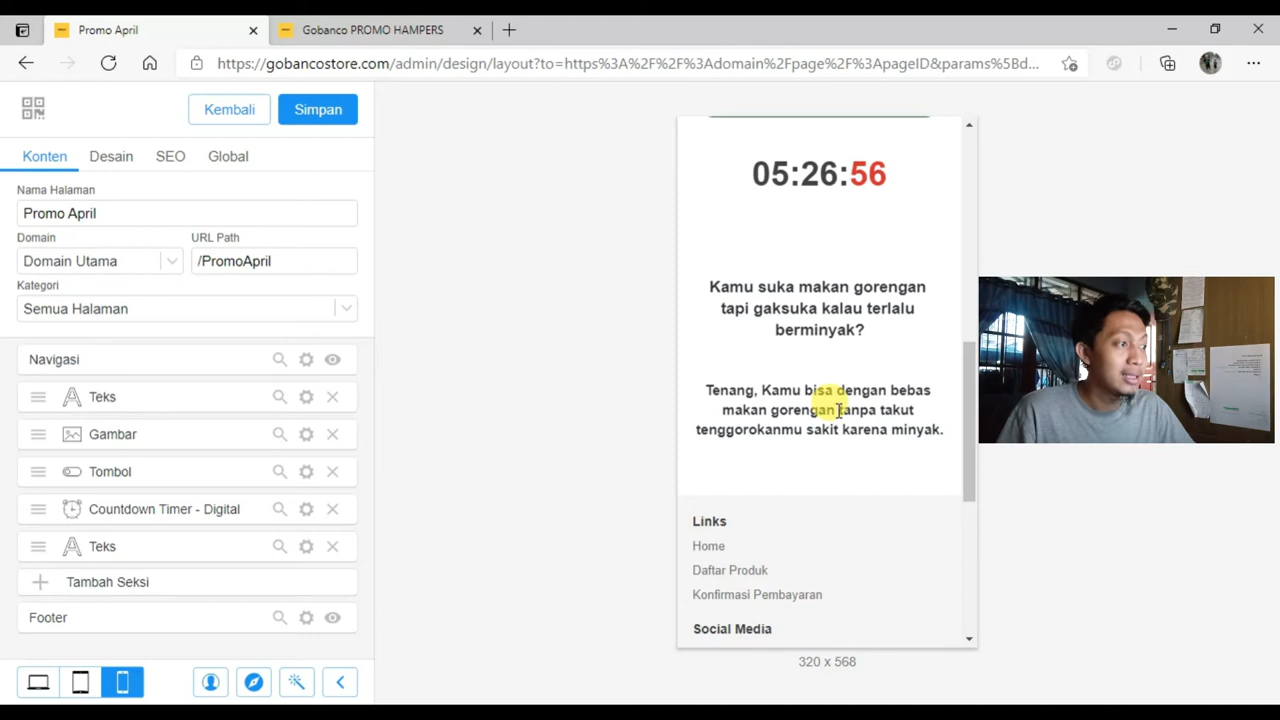 Promo April
Gobanco PROMO HAMPERS
https://gobancostore.com/admin/design/layout?to=https%3A%2F%2F%3Adomain%2Fpage%2F%3ApageID&params%5Bd...
Kembali
Simpan
Konten
Desain
SEO
Global
Nama Halaman
Promo April
Domain
URL Path
Domain Utama
/PromoApril
Kategori
Semua Halaman
Navigasi
Teks
Gambar
Tombol
Countdown Timer - Digital
Teks
Tambah Seksi
Footer
05:26:56
Kamu suka makan gorengan
tapi gaksuka kalau terlalu
berminyak?
Tenang, Kamu bisa dengan bebas
makan gorengan tanpa takut
tenggorokanmu sakit karena minyak.
Links
Home
Daftar Produk
Konfirmasi Pembayaran
Social Media
320 x 568